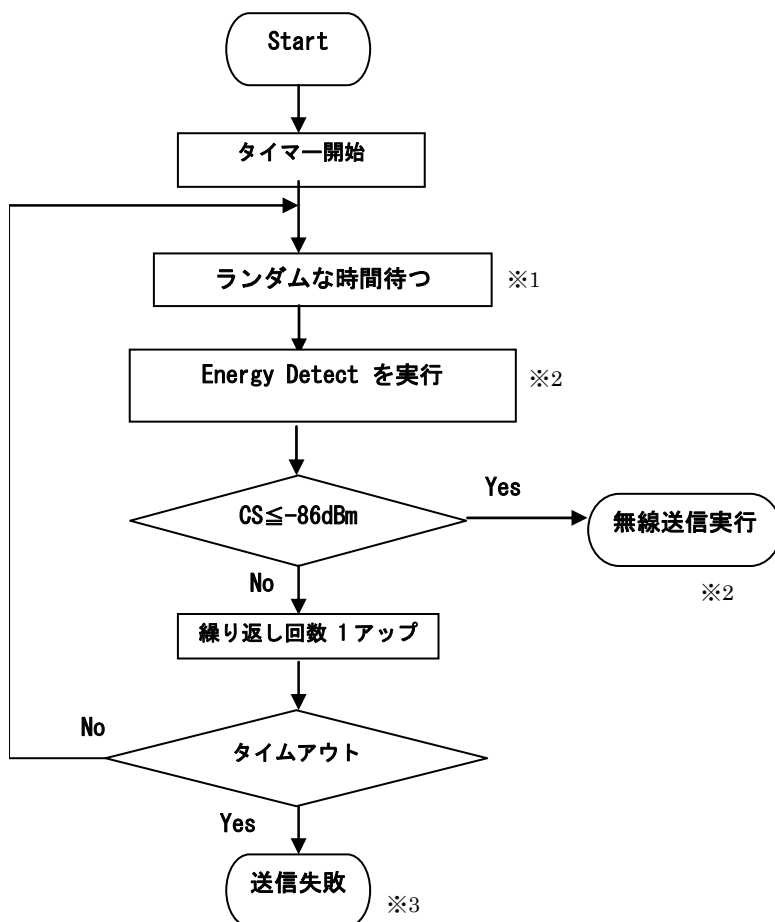 Start
タイマー開始
ランダムな時間待つ ※1
Energy Detect を実行 ※2
CS≦-86dBm
Yes
無線送信実行
※2
No
繰り返し回数 1アップ
タイムアウト
No
Yes
送信失敗 ※3